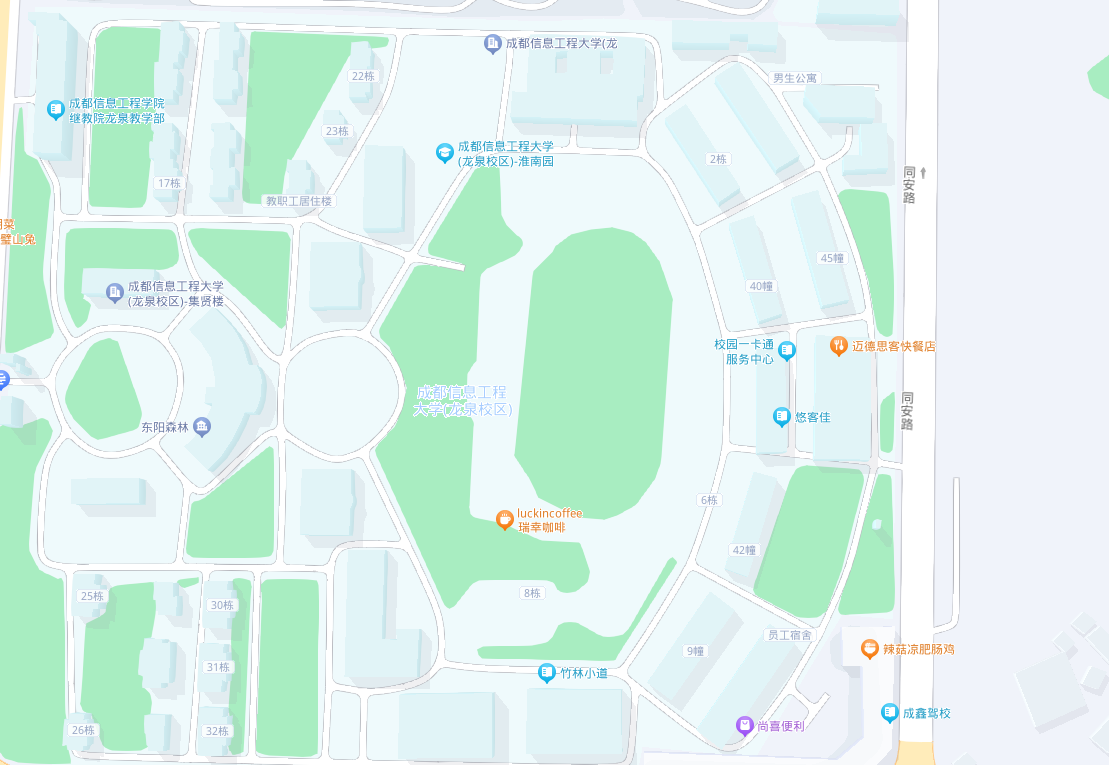 成都信息工程大学(龙
22栋
男生公寓
成都信息工程学院
继教院龙泉教学部
23栋
成都信息工程大学
(龙泉校区)-淮南园
2栋
17栋
同安路
教职工居住楼
菜
璧山兔
45幢
成都信息工程大学
(龙泉校区)-集贤楼
40幢
校园一卡通
服务中心
迈德思客快餐店
成都信息工程
大学(龙泉校区)
同安路
悠客佳
东阳森林
6栋
luckincoffee
瑞幸咖啡
42幢
25栋
8栋
30栋
员工宿舍
9幢
辣菇凉肥肠鸡
31栋
竹林小道
成鑫驾校
尚喜便利
26栋
32栋